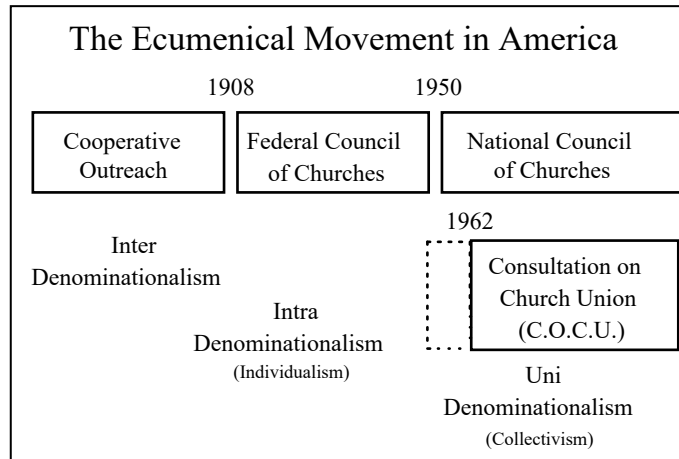 The Ecumenical Movement in America
1908
1950
Cooperative
Outreach
Federal Council
of Churches
National Council
of Churches
1962
Inter
Denominationalism
Consultation on
Church Union
(C.O.C.U.)
Intra
Denominationalism
(Individualism)
Uni
Denominationalism
(Collectivism)